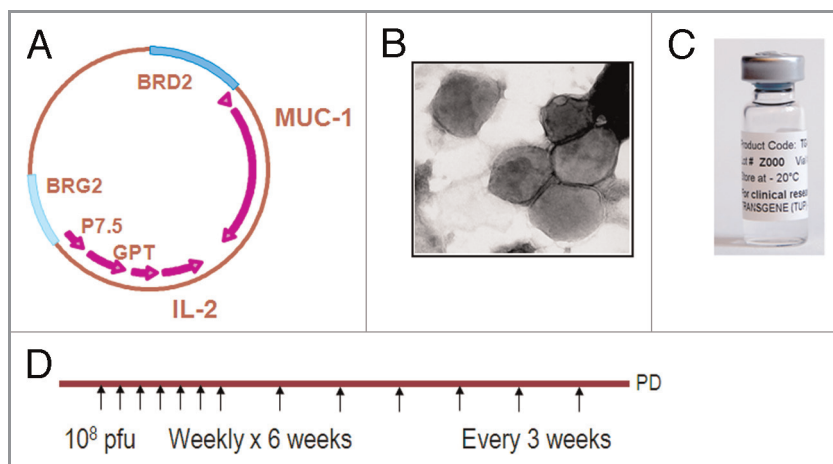 A
BRD2
MUC-1
BRG2
P7.5
GPT
IL-2
B
C
Product Code:
Lot # Z000
Store at - 20°C
For clinical
TRANSGENE
D
PD
10⁸ pfu
Weekly x 6 weeks
Every 3 weeks